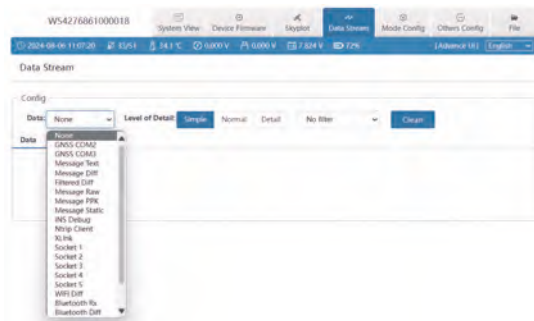 WS4276861000018
System View
Device Firmware
Skyplot
Data Stream
Mode Config
Others Config
File
2024-08-06 11:07:20
34.1 °C
0.000 V
0.000 V
7.824 V
72%
[Advance UI]
English
Data Stream
Config
Data: None
Level of Detail: Simple Normal Detail
No filter
Clean
Data
None
GNSS COM2
GNSS COM3
Message Text
Message Diff
Filtered Diff
Message Raw
Message PPK
Message Static
INS Debug
Ntrip Client
XLink
Socket 1
Socket 2
Socket 3
Socket 4
Socket 5
WIFI Diff
Bluetooth Rx
Bluetooth Diff